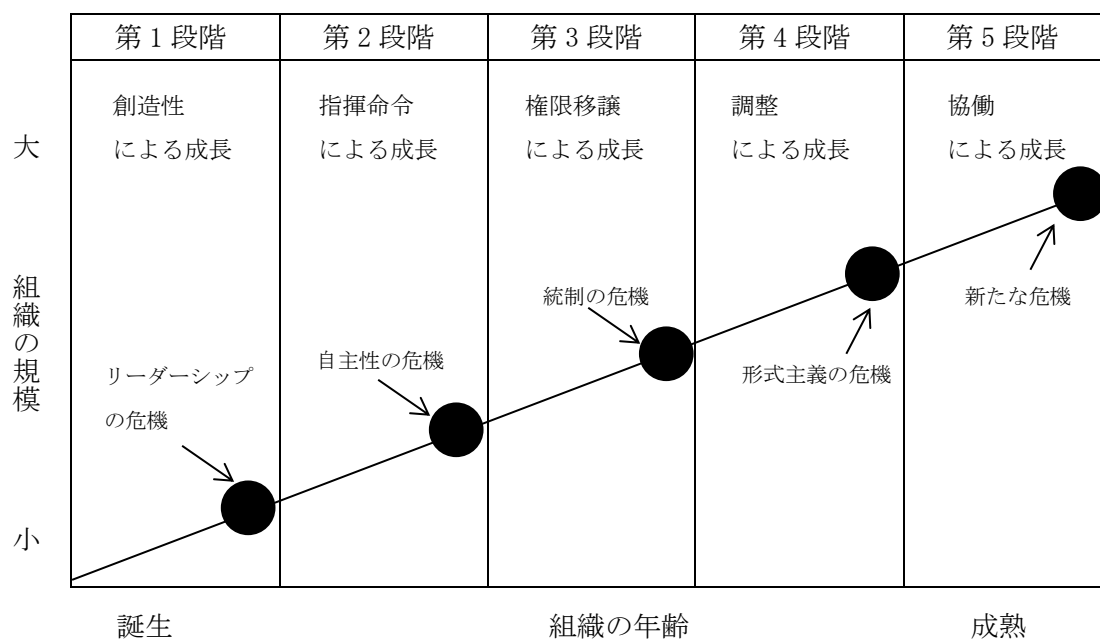 第１段階
第２段階
第３段階
第４段階
第５段階
創造性
による成長
指揮命令
による成長
権限移譲
による成長
調整
による成長
協働
による成長
大
組織の規模
小
リーダーシップ
の危機
自主性の危機
統制の危機
形式主義の危機
新たな危機
誕生
組織の年齢
成熟